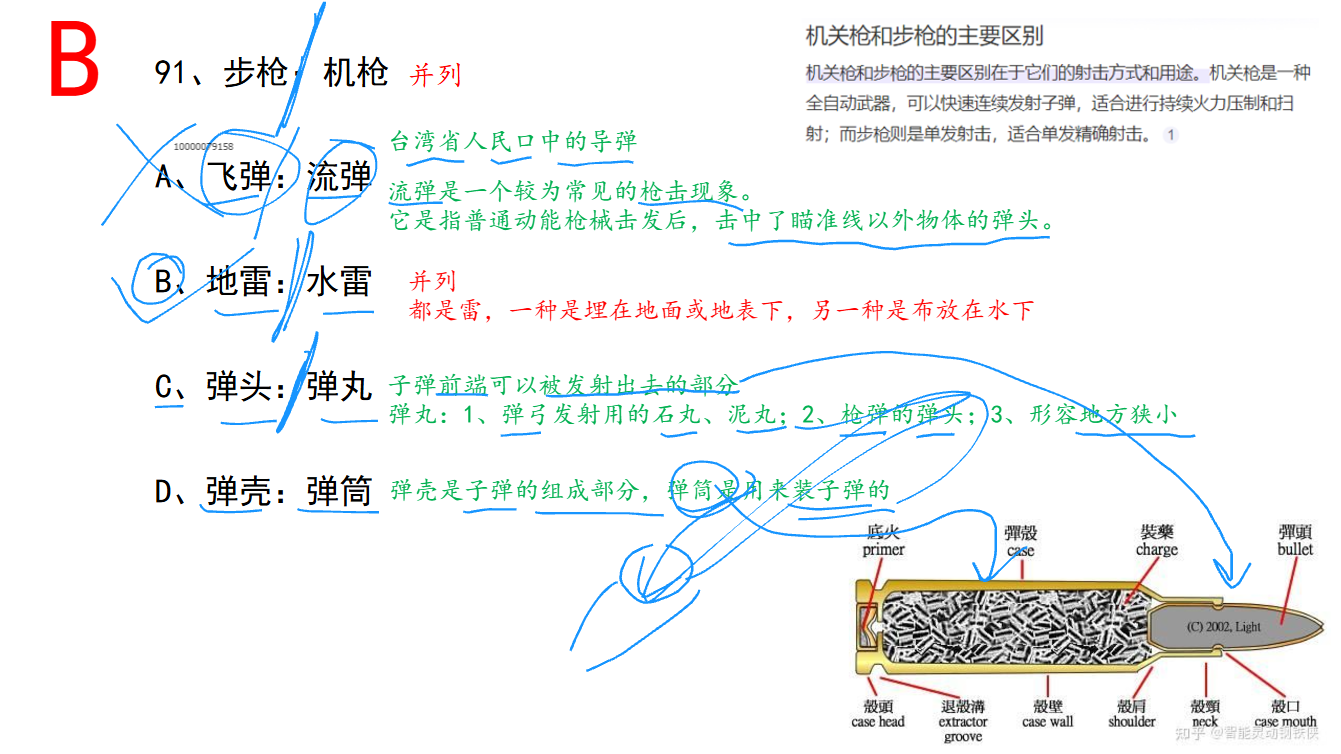 B
91、步枪：机枪 并列
机关枪和步枪的主要区别
机关枪和步枪的主要区别在于它们的射击方式和用途。机关枪是一种
全自动武器，可以快速连续发射子弹，适合进行持续火力压制和扫
射；而步枪则是单发射击，适合单发精确射击。 1
10000079158
A、飞弹：流弹
台湾省人民口中的导弹
流弹是一个较为常见的枪击现象。
它是指普通动能枪械击发后，击中了瞄准线以外物体的弹头。
B、地雷：水雷
并列
都是雷，一种是埋在地面或地表下，另一种是布放在水下
C、弹头：弹丸
子弹前端可以被发射出去的部分
弹丸：1、弹弓发射用的石丸、泥丸；2、枪弹的弹头；3、形容地方狭小
D、弹壳：弹筒 弹壳是子弹的组成部分，弹筒是用来装子弹的
底火
primer
彈殼
case
裝藥
charge
彈頭
bullet
(C) 2002, Light
殼頭
case head
退殼溝
extractor
groove
殼壁
case wall
殼肩
shoulder
殼頸
neck
殼口
case mouth
知乎